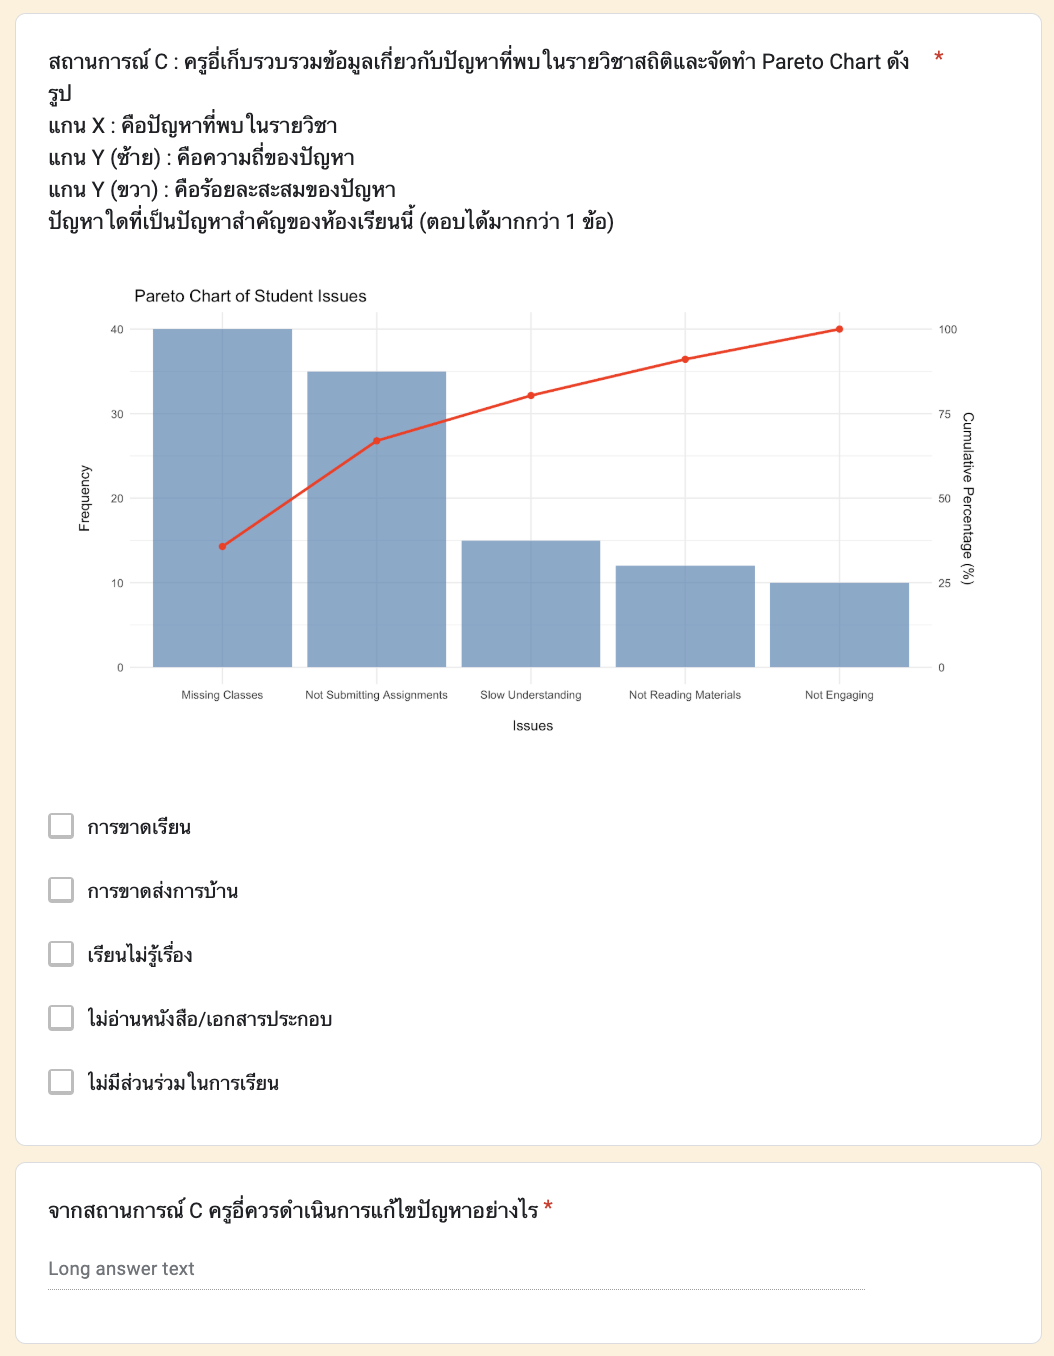 สถานการณ์ C : ครูอี่เก็บรวบรวมข้อมูลเกี่ยวกับปัญหาที่พบในรายวิชาสถิติและจัดทำ Pareto Chart ดัง *
รูป
แกน X : คือปัญหาที่พบในรายวิชา
แกน Y (ซ้าย) : คือความถี่ของปัญหา
แกน Y (ขวา) : คือร้อยละสะสมของปัญหา
ปัญหาใดที่เป็นปัญหาสำคัญของห้องเรียนนี้ (ตอบได้มากกว่า 1 ข้อ)
Pareto Chart of Student Issues
40
30
20
10
0
Frequency
100
75
50
25
0
Cumulative Percentage (%)
Missing Classes
Not Submitting Assignments
Slow Understanding
Not Reading Materials
Not Engaging
Issues
การขาดเรียน
การขาดส่งการบ้าน
เรียนไม่รู้เรื่อง
ไม่อ่านหนังสือ/เอกสารประกอบ
ไม่มีส่วนร่วมในการเรียน
จากสถานการณ์ C ครูอี่ควรดำเนินการแก้ไขปัญหาอย่างไร *
Long answer text